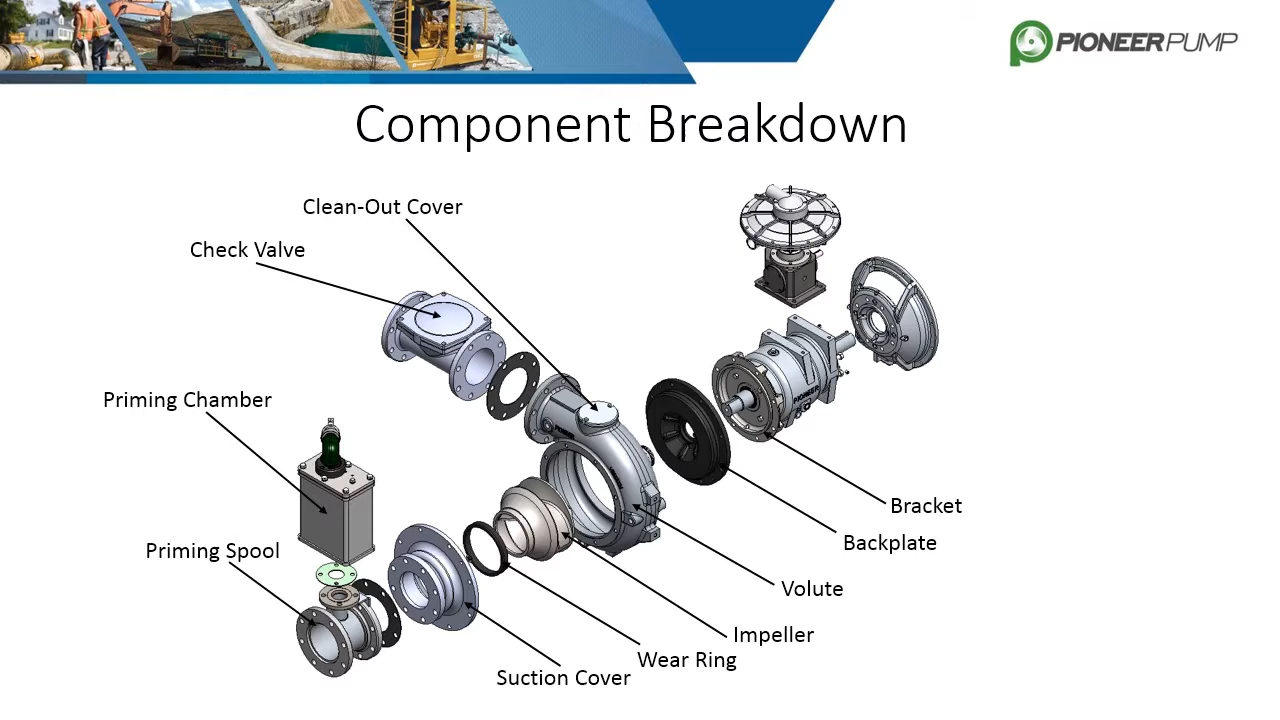 PIONEERPUMP
Component Breakdown
Clean-Out Cover
Check Valve
Priming Chamber
PIONEER
Bracket
Backplate
Priming Spool
Volute
Impeller
Wear Ring
Suction Cover